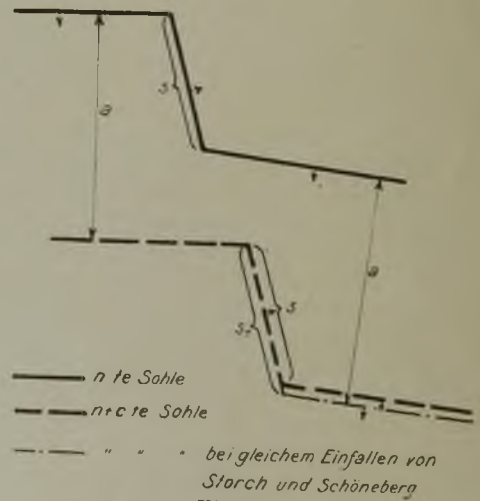 s
a
a
s
s₁
n te Sohle
n+c te Sohle
" " " bei gleichem Einfallen von
Storch und Schöneberg